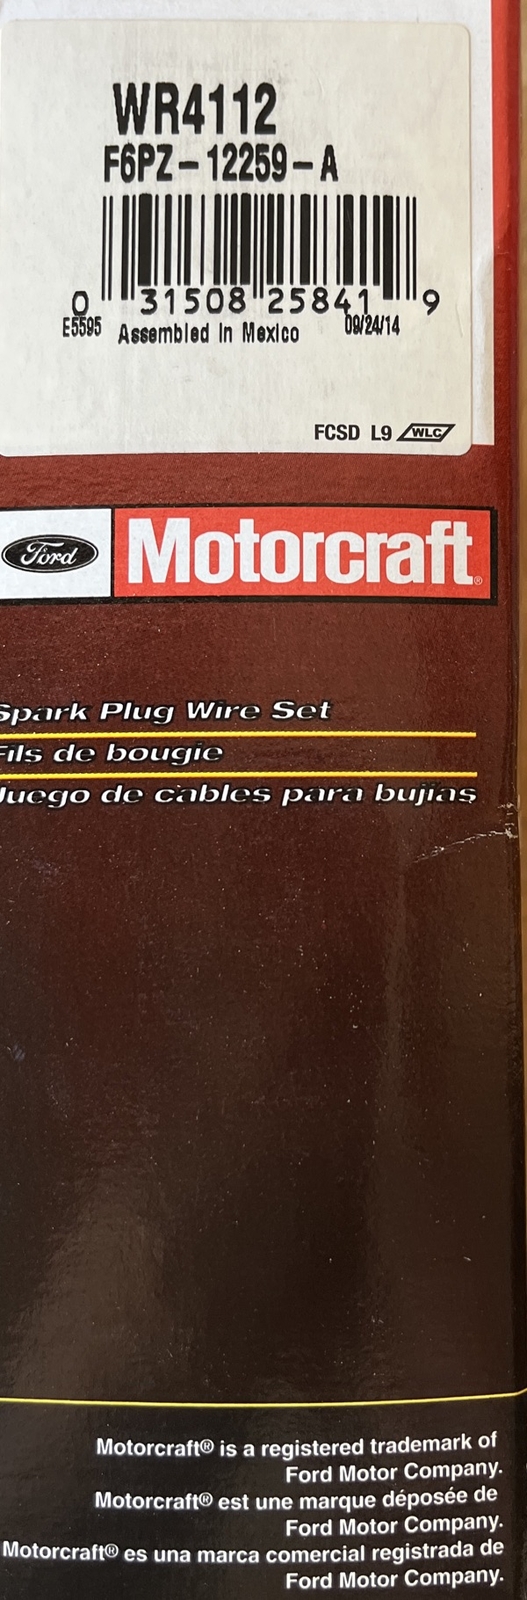 WR4112
F6PZ-12259-A
0 31508 25841 9
E5595 Assembled In Mexico 09/24/14
FCSD L9 WLC
Ford Motorcraft®
Spark Plug Wire Set
Fils de bougie
Juego de cables para bujías
Motorcraft® is a registered trademark of
Ford Motor Company.
Motorcraft® est une marque déposée de
Ford Motor Company.
Motorcraft® es una marca comercial registrada de
Ford Motor Company.